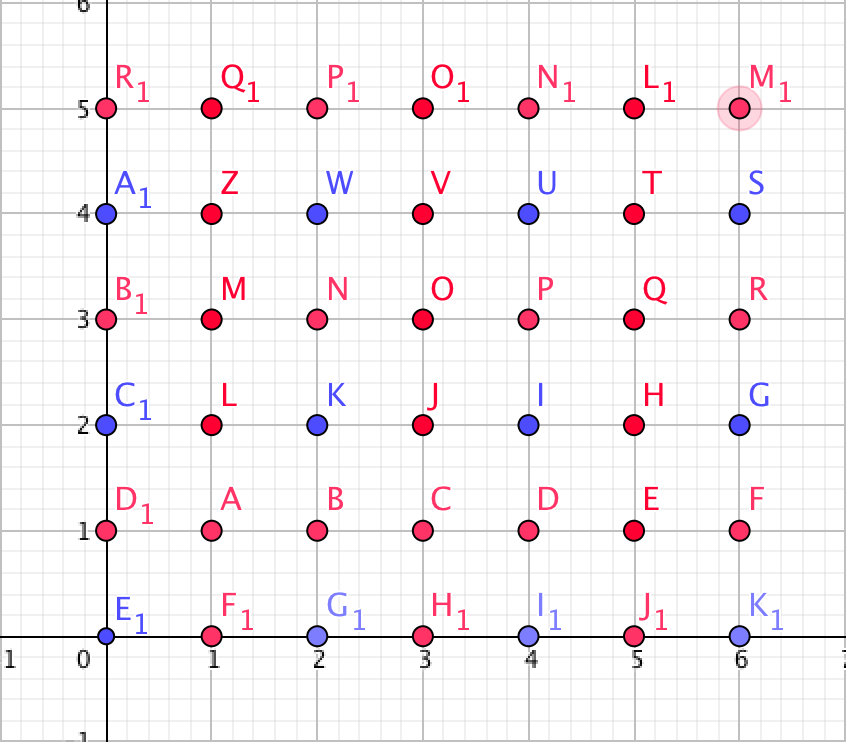 6
R₁ Q₁ P₁ O₁ N₁ L₁ M₁
5
A₁ Z W V U T S
4
B₁ M N O P Q R
3
C₁ L K J I H G
2
D₁ A B C D E F
1
E₁ F₁ G₁ H₁ I₁ J₁ K₁
1 0 1 2 3 4 5 6
-1